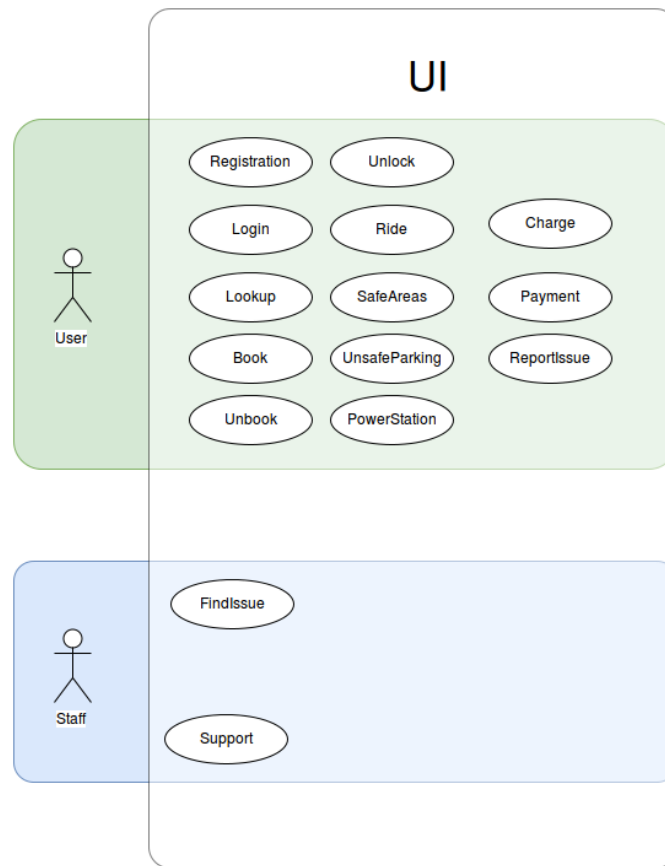 UI
Registration
Unlock
Login
Ride
Charge
Lookup
SafeAreas
Payment
User
Book
UnsafeParking
ReportIssue
Unbook
PowerStation
FindIssue
Staff
Support